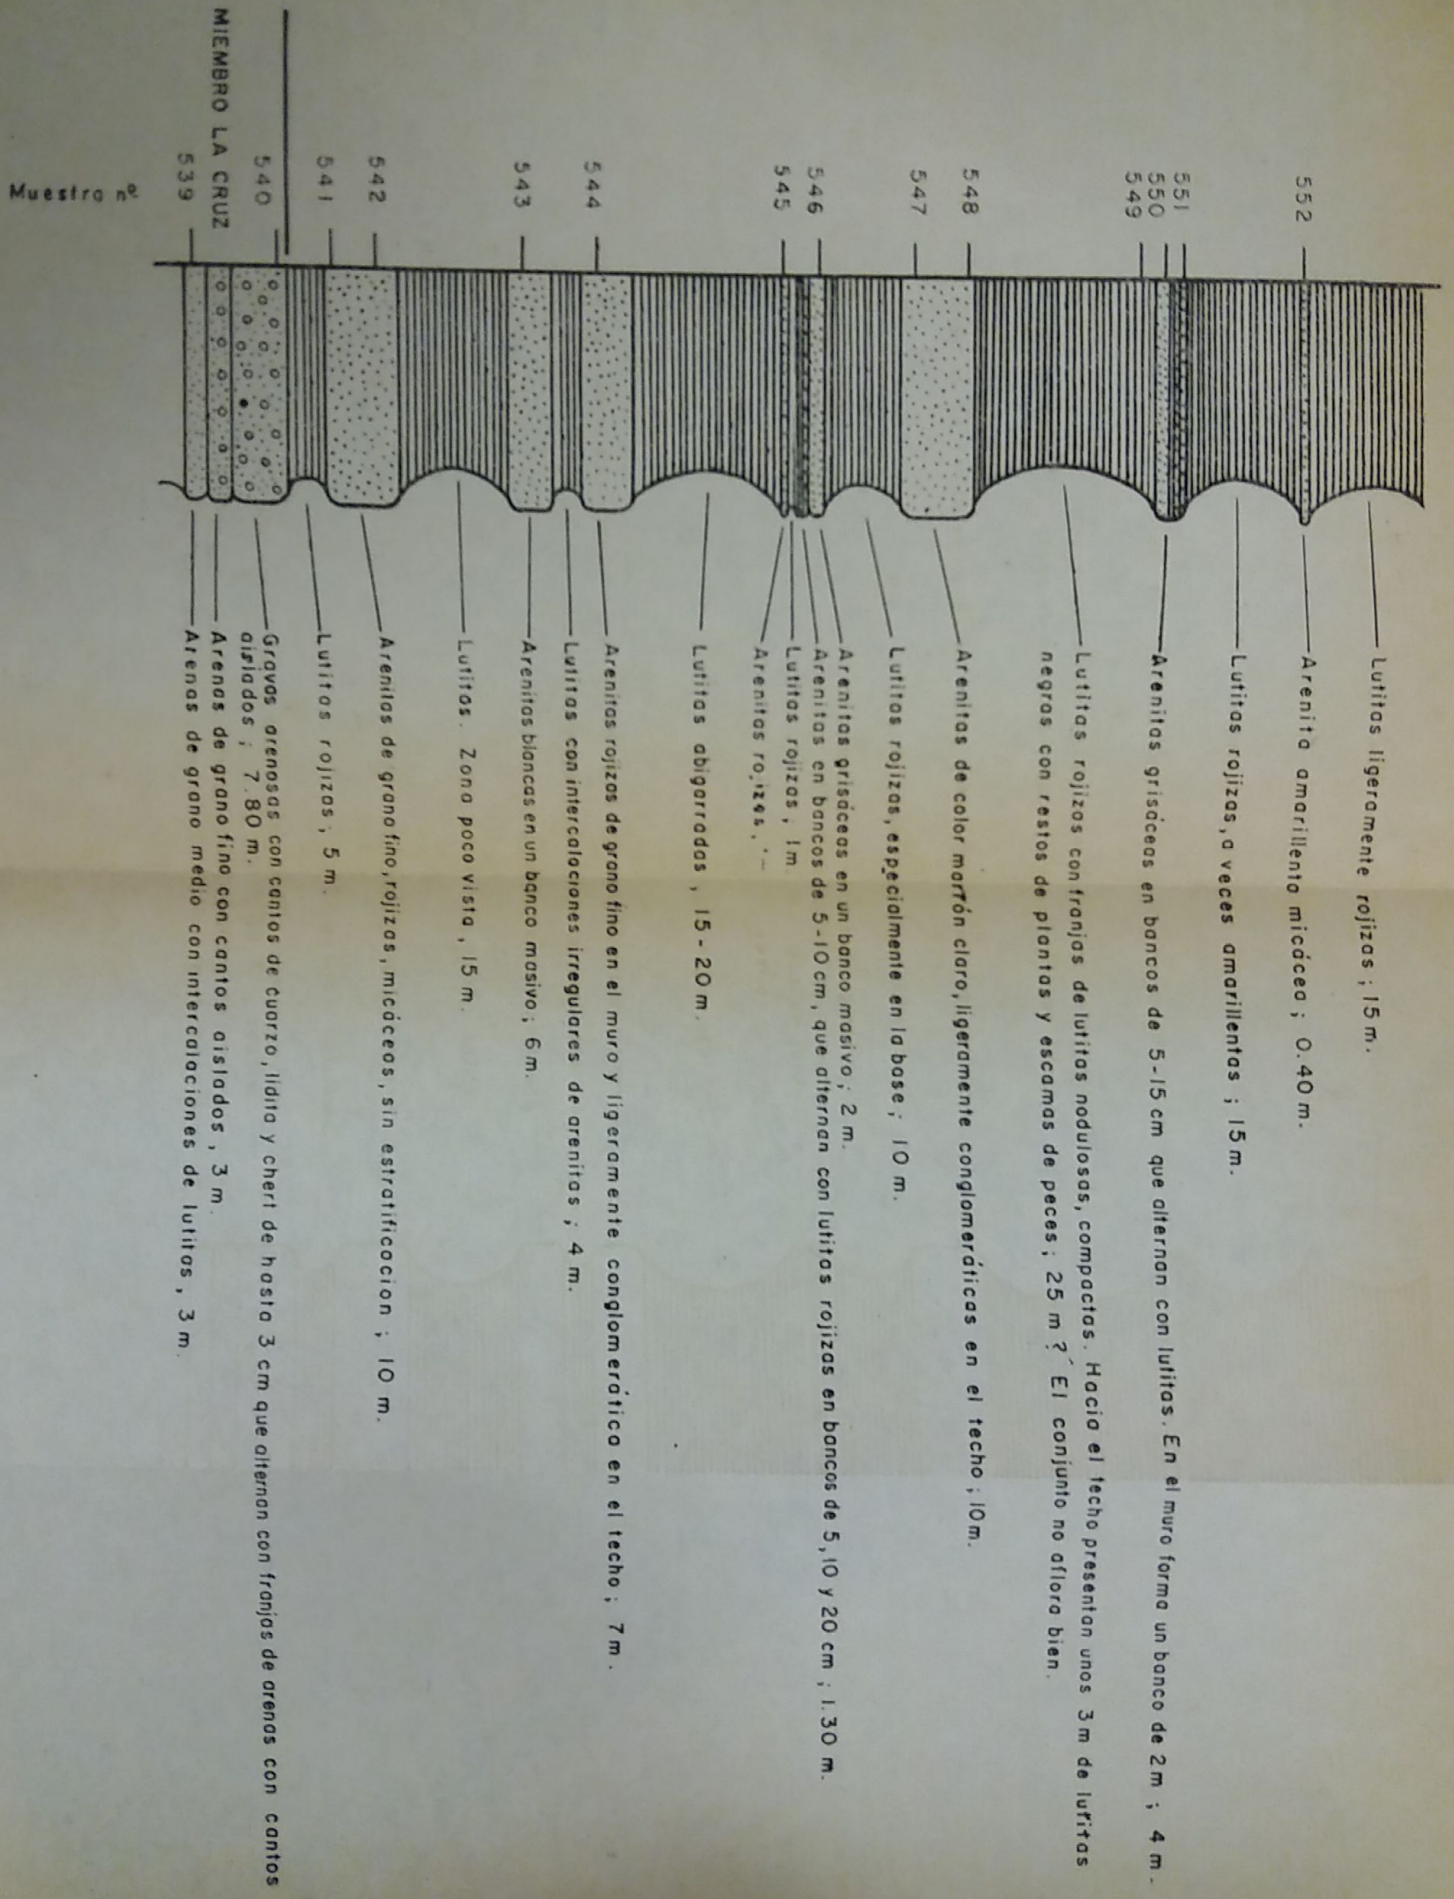 Lutitas ligeramente rojizas ; 15 m.
552
Arenita amarillenta micácea ; 0.40 m.
Lutitas rojizas, a veces amarillentas ; 15 m.
551
550
549
Arenitas grisáceas en bancos de 5-15 cm que alternan con lutitas. En el muro forma un banco de 2 m ; 4 m.
Lutitas rojizas con franjas de lutitas nodulosas, compactas. Hacia el techo presentan unos 3 m de lutitas
negras con restos de plantas y escamas de peces ; 25 m ? El conjunto no aflora bien.
548
547
Arenitas de color marrón claro, ligeramente conglomeráticas en el techo ; 10 m.
Lutitas rojizas, especialmente en la base ; 10 m.
546
545
Arenitas grisáceas en un banco masivo ; 2 m.
Arenitas en bancos de 5-10 cm, que alternan con lutitas rojizas en bancos de 5, 10 y 20 cm ; 1.30 m.
Lutitas rojizas, 1 m.
Arenitas rojizas,
Lutitas abigarradas, 15-20 m.
544
Arenitas rojizas de grano fino en el muro y ligeramente conglomerática en el techo ; 7 m.
Lutitas con intercalaciones irregulares de arenitas ; 4 m.
543
Arenitas blancas en un banco masivo ; 6 m.
Lutitas. Zona poco vista, 15 m.
542
Arenitas de grano fino, rojizas, micáceas, sin estratificacion ; 10 m.
541
Lutitas rojizas, 5 m.
540
Gravas arenosas con cantos de cuarzo, lidita y chert de hasta 3 cm que alternan con franjas de arenas con cantos
aislados ; 7.80 m.
MIEMBRO LA CRUZ
Arenas de grano fino con cantos aislados, 3 m.
539
Arenas de grano medio con intercalaciones de lutitas, 3 m.
Muestra nº